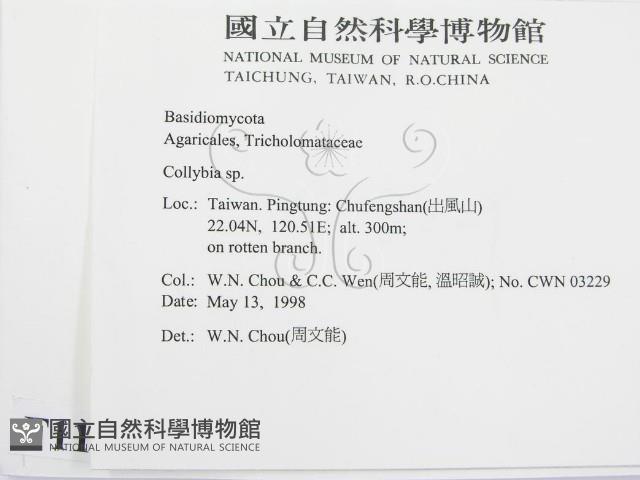 國立自然科學博物館
NATIONAL MUSEUM OF NATURAL SCIENCE
TAICHUNG, TAIWAN, R.O.CHINA
Basidiomycota
Agaricales, Tricholomataceae
Collybia sp.
Loc.: Taiwan. Pingtung: Chufengshan(出風山)
22.04N, 120.51E; alt. 300m;
on rotten branch.
Col.: W.N. Chou & C.C. Wen(周文能, 溫昭誠); No. CWN 03229
Date: May 13, 1998
Det.: W.N. Chou(周文能)
國立自然科學博物館
NATIONAL MUSEUM OF NATURAL SCIENCE